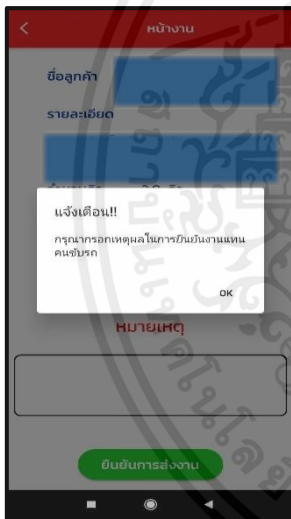 หน้างาน
ชื่อลูกค้า
รายละเอียด
แจ้งเตือน!!
กรุณากรอกเหตุผลในการยืนยันงานแทน
คนขับรถ
OK
หมายเหตุ
ยืนยันการส่งงาน